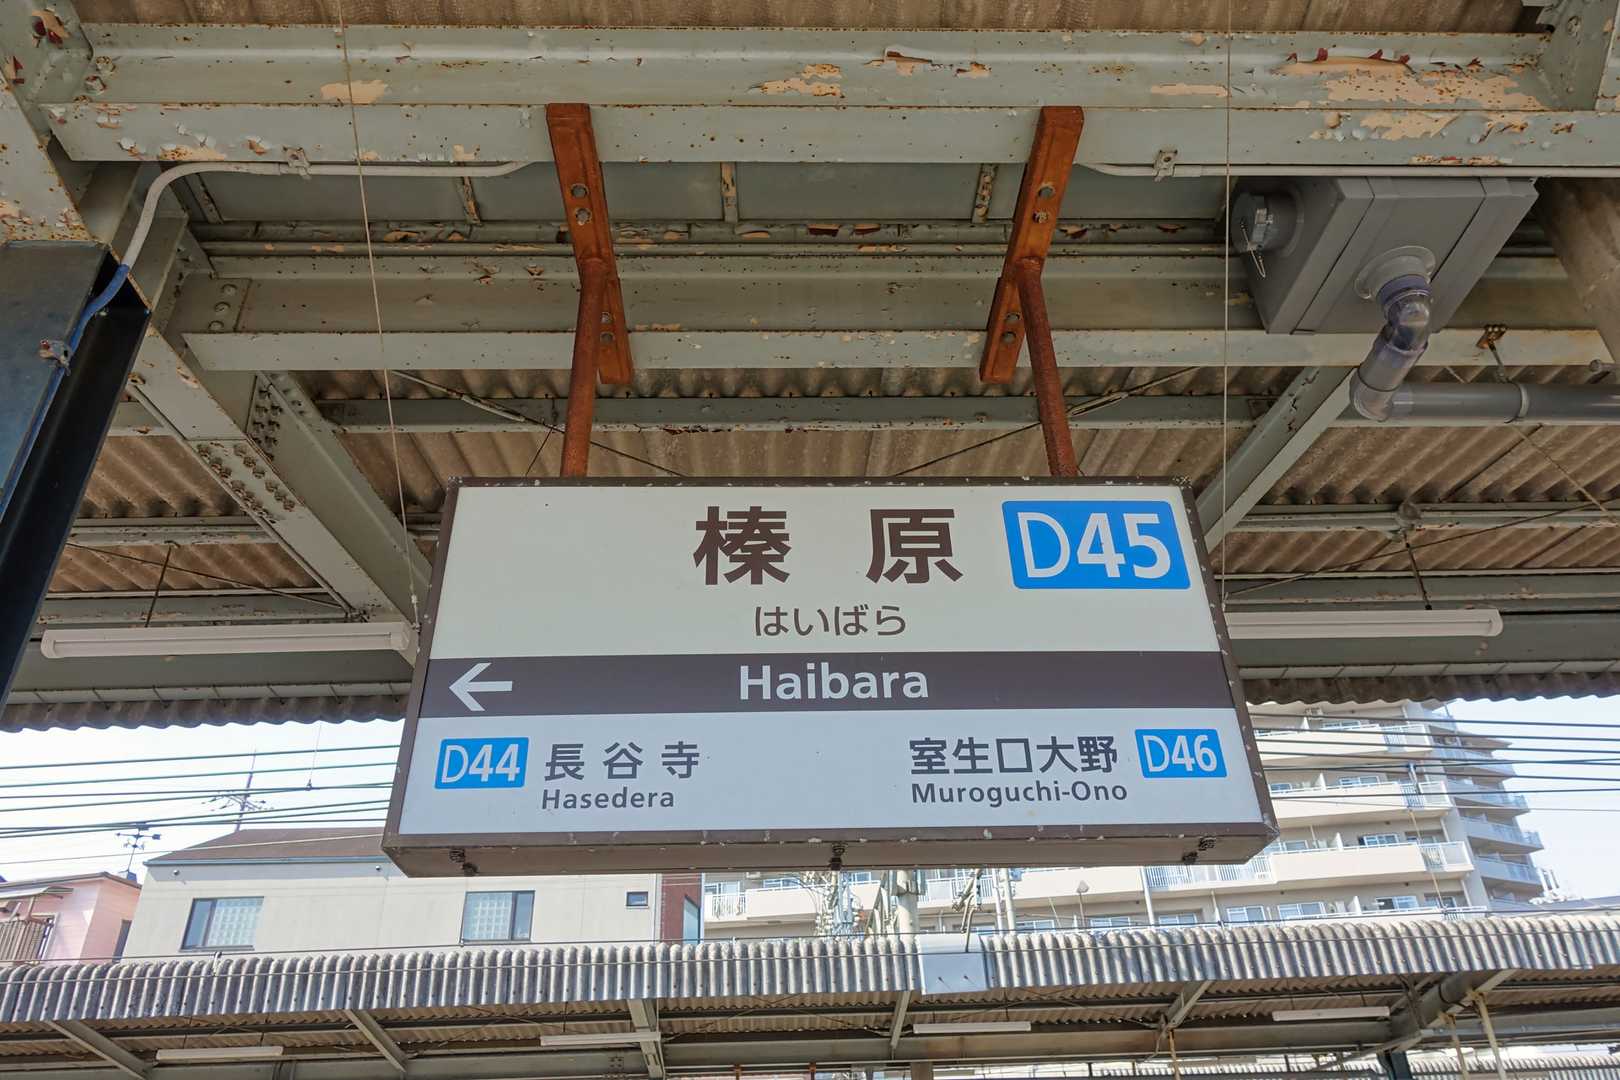 榛原 D45
はいばら
← Haibara
D44 長谷寺 室生口大野 D46
Hasedera Muroguchi-Ono